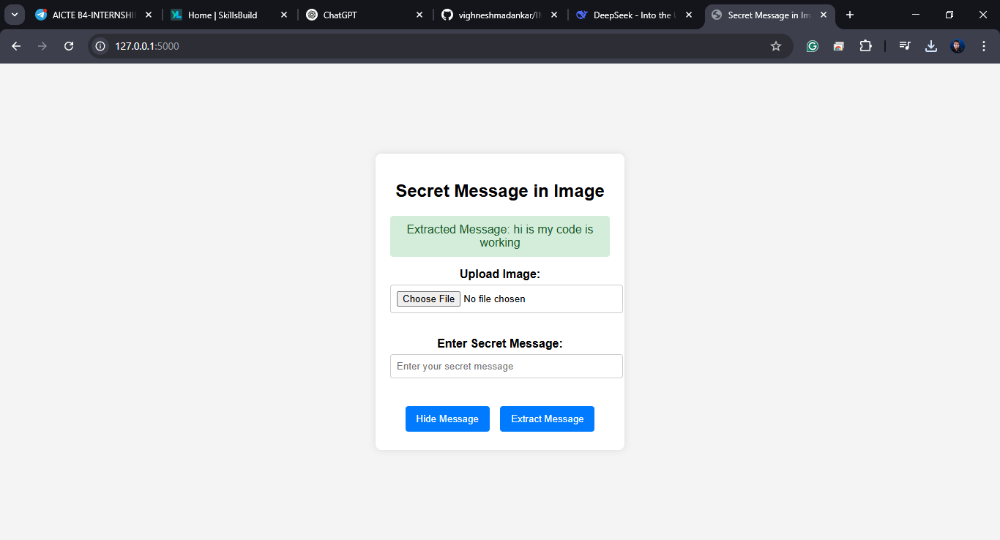 AICTE B4-INTERNSHI
Home | SkillsBuild
ChatGPT
vighneshmadankar/I
DeepSeek - Into the
Secret Message in Im
127.0.0.1:5000
Secret Message in Image
Extracted Message: hi is my code is
working
Upload Image:
Choose File No file chosen
Enter Secret Message:
Enter your secret message
Hide Message
Extract Message